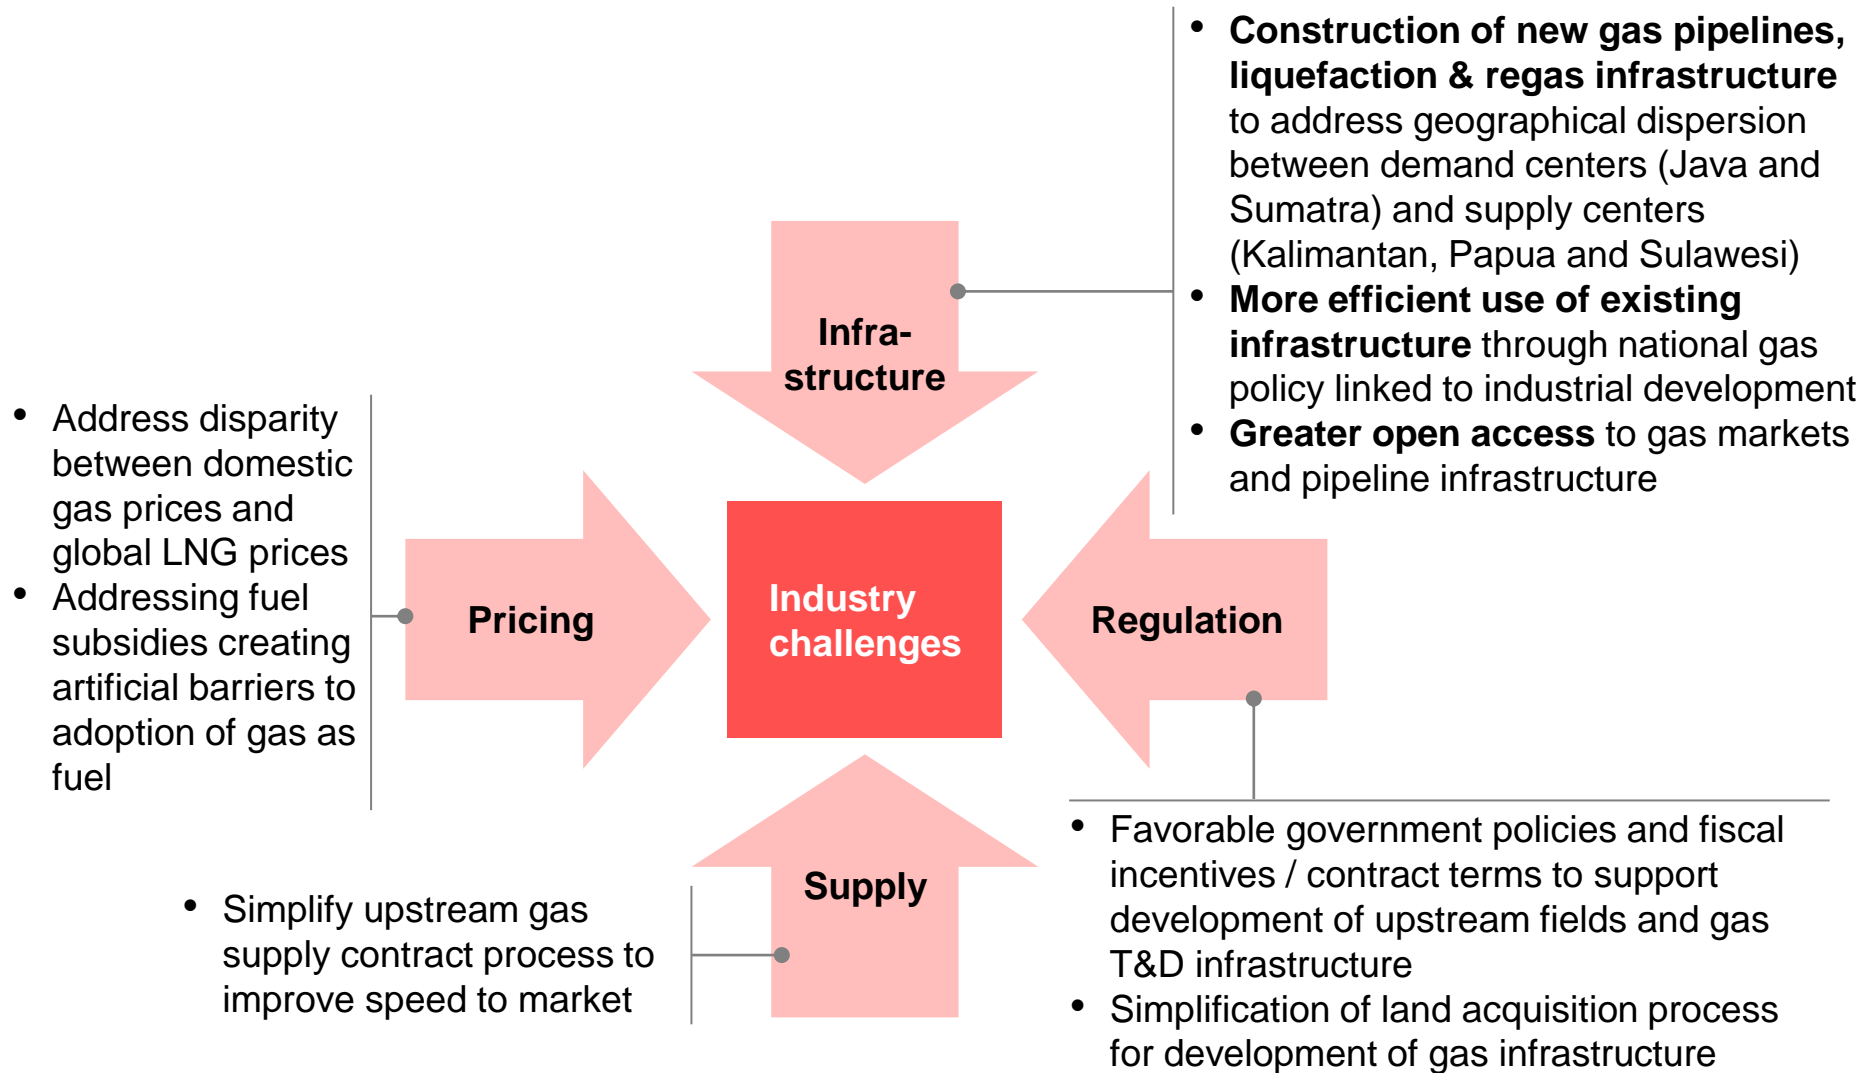 • Construction of new gas pipelines,
liquefaction & regas infrastructure
to address geographical dispersion
between demand centers (Java and
Sumatra) and supply centers
(Kalimantan, Papua and Sulawesi)
• More efficient use of existing
infrastructure through national gas
policy linked to industrial development
• Greater open access to gas markets
and pipeline infrastructure
Infra-
structure
• Address disparity
between domestic
gas prices and
global LNG prices
• Addressing fuel
subsidies creating
artificial barriers to
adoption of gas as
fuel
Pricing
Industry
challenges
Regulation
Supply
• Simplify upstream gas
supply contract process to
improve speed to market
• Favorable government policies and fiscal
incentives / contract terms to support
development of upstream fields and gas
T&D infrastructure
• Simplification of land acquisition process
for development of gas infrastructure